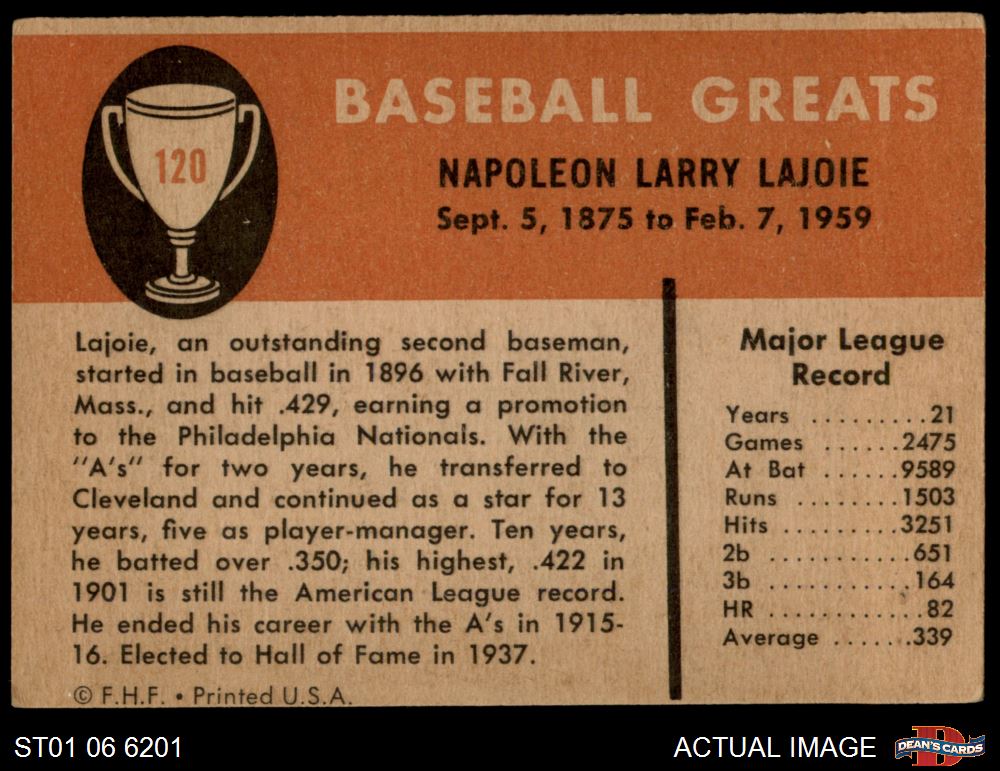 120
BASEBALL GREATS
NAPOLEON LARRY LAJOIE
Sept. 5, 1875 to Feb. 7, 1959
Lajoie, an outstanding second baseman,
started in baseball in 1896 with Fall River,
Mass., and hit .429, earning a promotion
to the Philadelphia Nationals. With the
"A's" for two years, he transferred to
Cleveland and continued as a star for 13
years, five as player-manager. Ten years,
he batted over .350; his highest, .422 in
1901 is still the American League record.
He ended his career with the A's in 1915-
16. Elected to Hall of Fame in 1937.
© F.H.F. • Printed U.S.A.
Major League
Record
Years .........21
Games ......2475
At Bat ......9589
Runs ........1503
Hits .........3251
2b ...........651
3b ...........164
HR ...........82
Average ......339
ST01 06 6201
ACTUAL IMAGE
D
DEAN'S CARDS